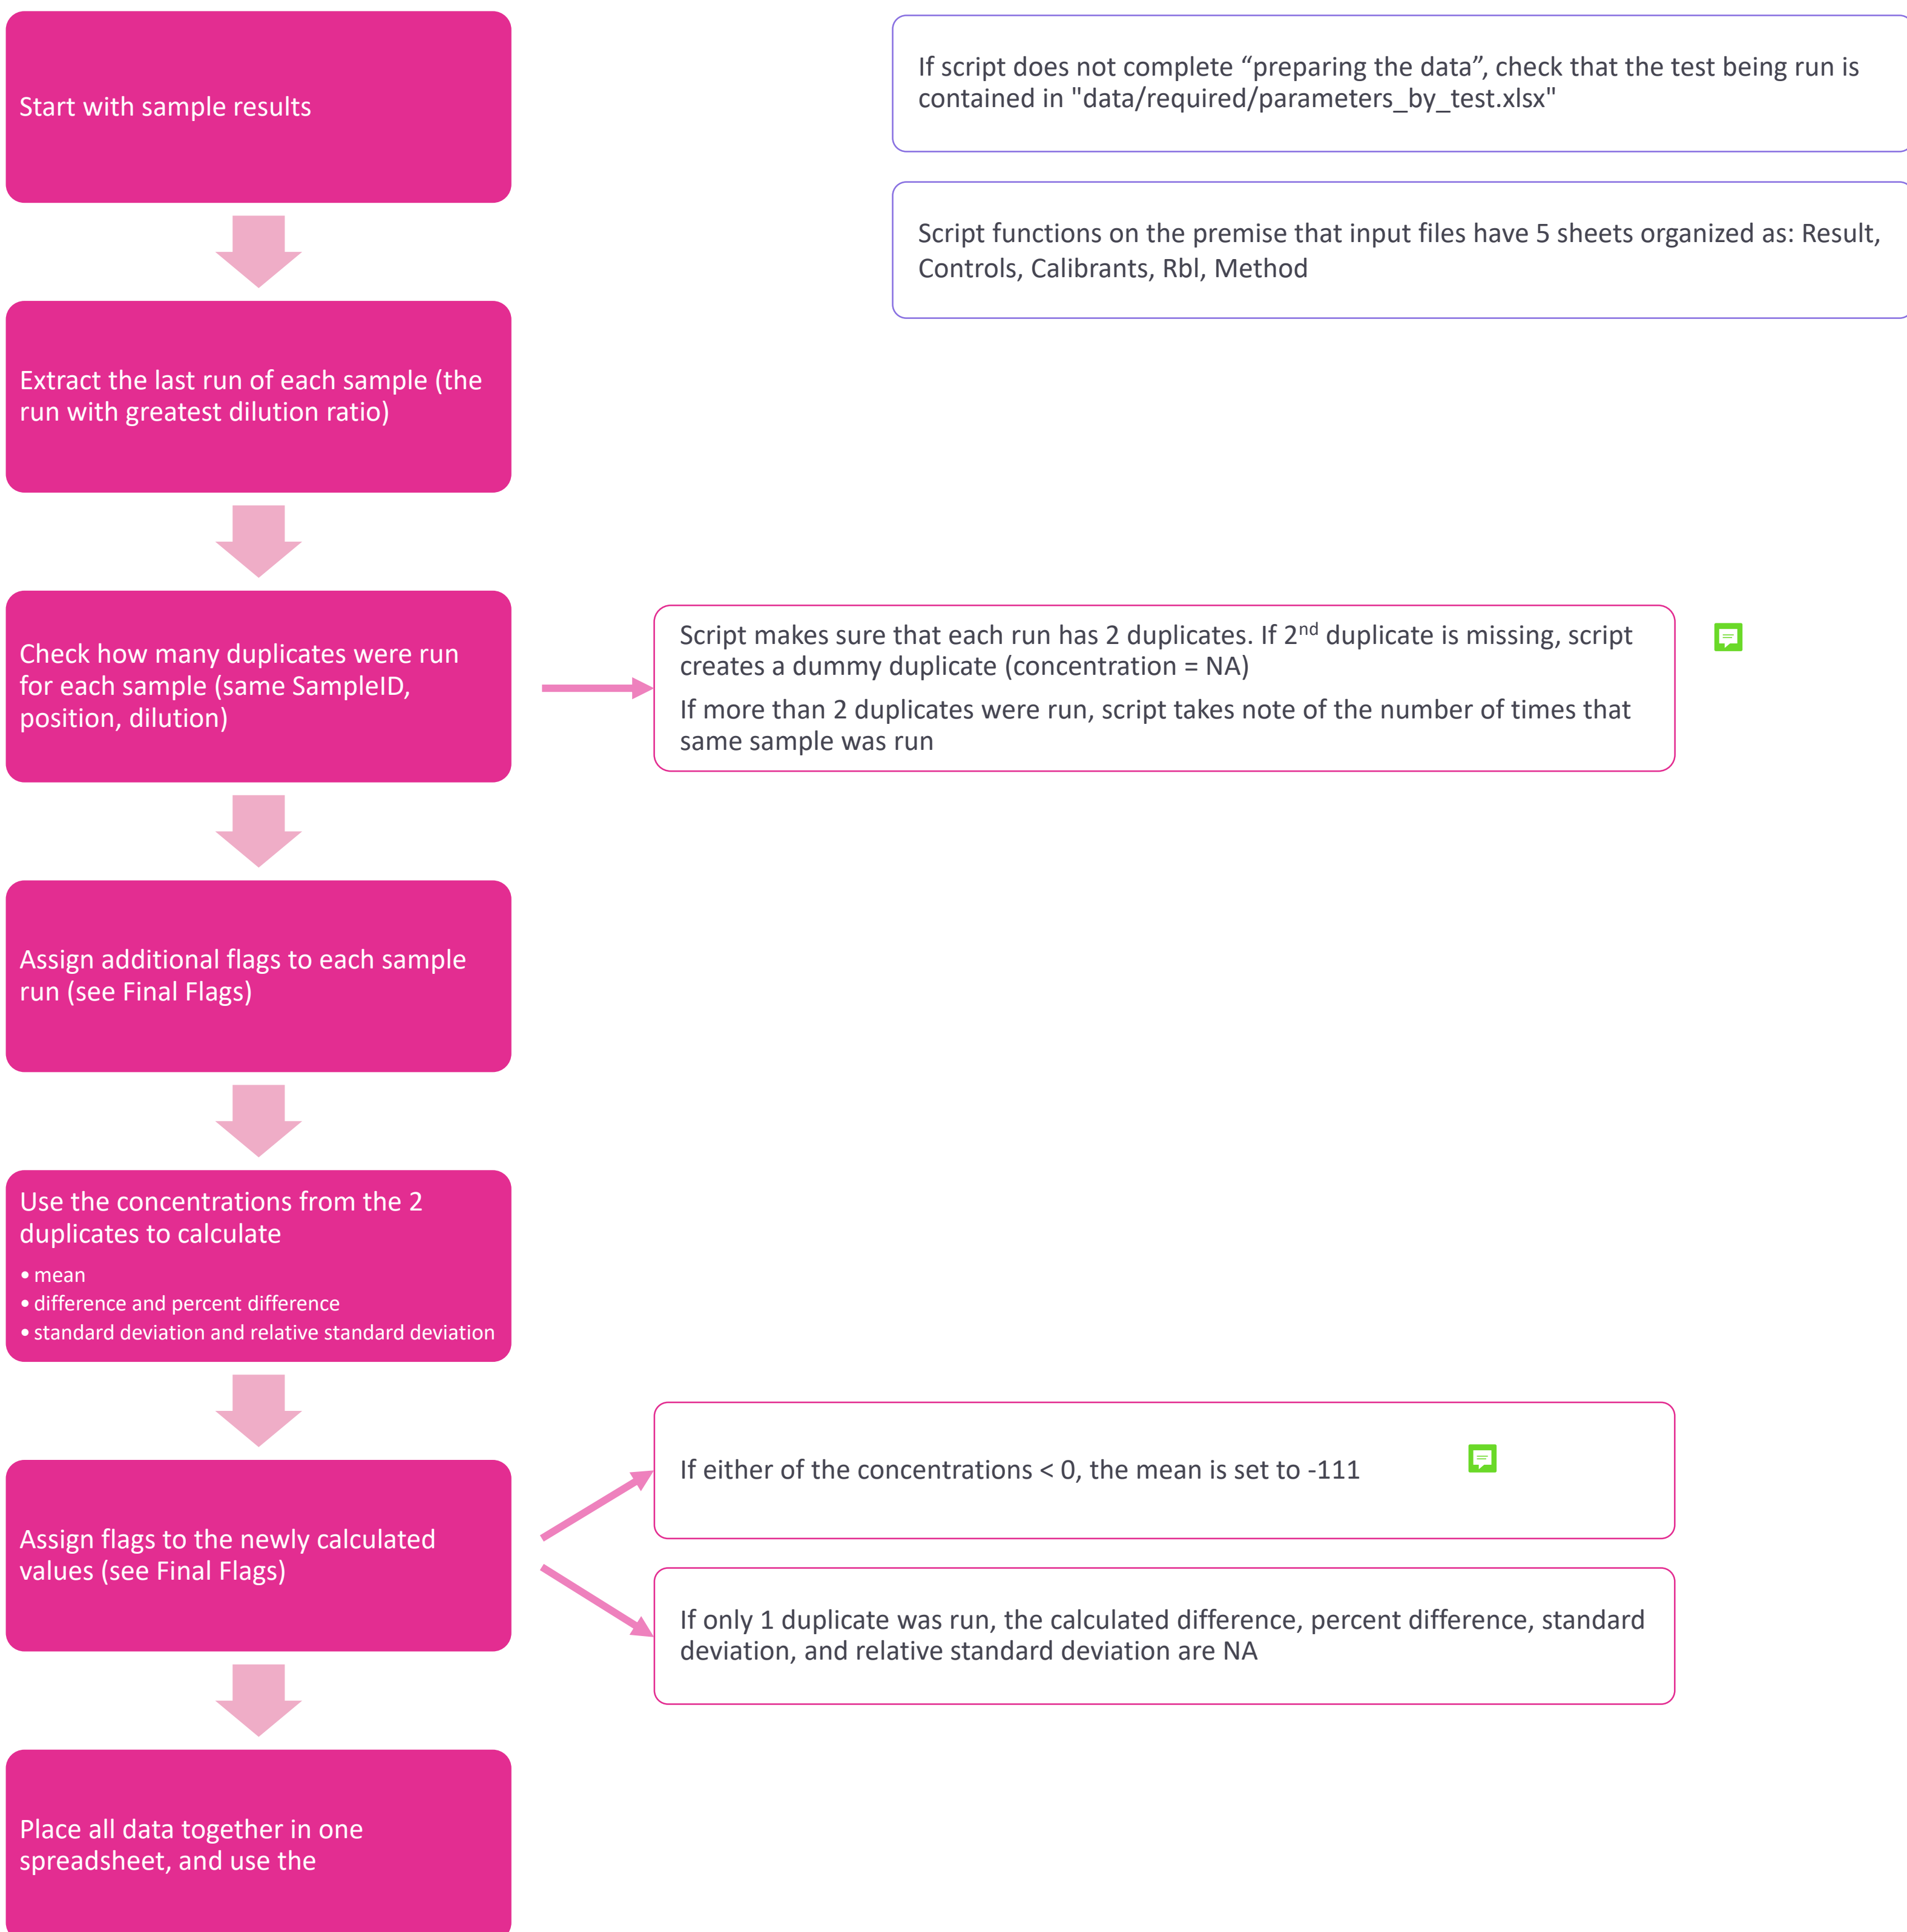 Start with sample results
If script does not complete “preparing the data”, check that the test being run is
contained in "data/required/parameters_by_test.xlsx"
Script functions on the premise that input files have 5 sheets organized as: Result,
Controls, Calibrants, Rbl, Method
Extract the last run of each sample (the
run with greatest dilution ratio)
Check how many duplicates were run
for each sample (same SampleID,
position, dilution)
Script makes sure that each run has 2 duplicates. If 2nd duplicate is missing, script
creates a dummy duplicate (concentration = NA)
If more than 2 duplicates were run, script takes note of the number of times that
same sample was run
Assign additional flags to each sample
run (see Final Flags)
Use the concentrations from the 2
duplicates to calculate
• mean
• difference and percent difference
• standard deviation and relative standard deviation
Assign flags to the newly calculated
values (see Final Flags)
If either of the concentrations < 0, the mean is set to -111
If only 1 duplicate was run, the calculated difference, percent difference, standard
deviation, and relative standard deviation are NA
Place all data together in one
spreadsheet, and use the